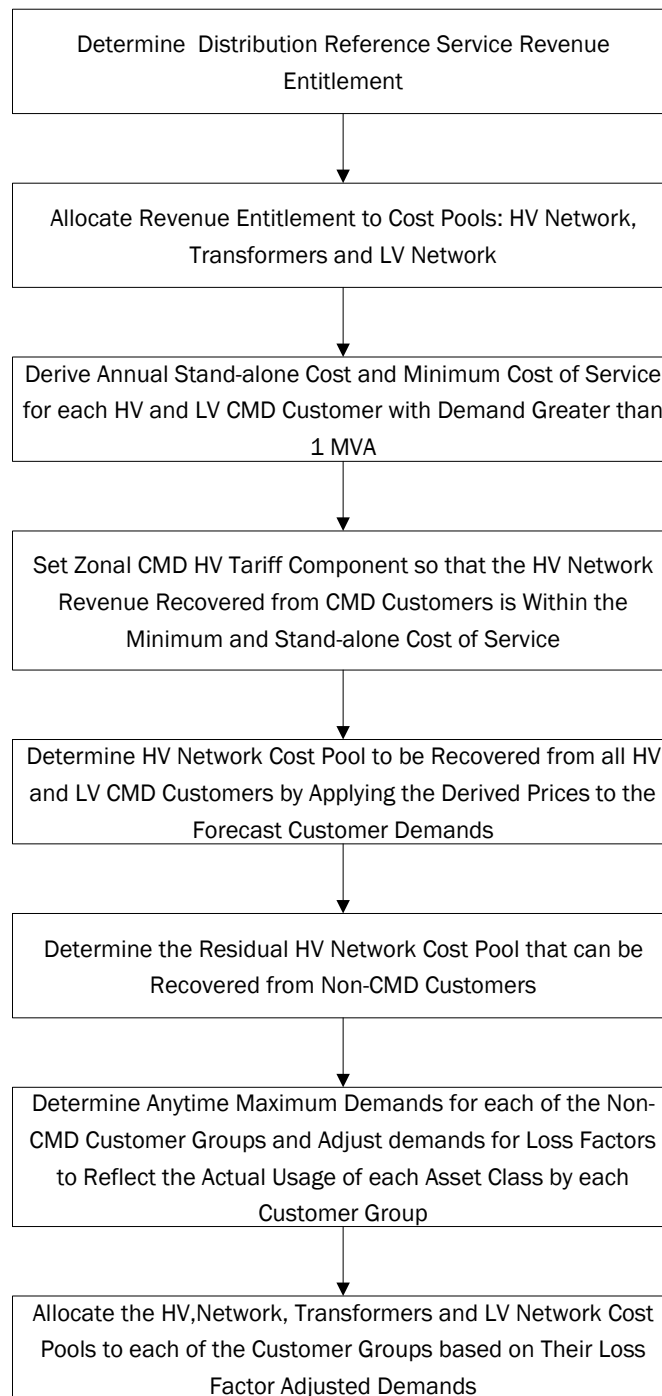 Determine  Distribution Reference Service Revenue
Entitlement
Allocate Revenue Entitlement to Cost Pools: HV Network,
Transformers and LV Network
Derive Annual Stand-alone Cost and Minimum Cost of Service
for each HV and LV CMD Customer with Demand Greater than
1 MVA
Set Zonal CMD HV Tariff Component so that the HV Network
Revenue Recovered from CMD Customers is Within the
Minimum and Stand-alone Cost of Service
Determine HV Network Cost Pool to be Recovered from all HV
and LV CMD Customers by Applying the Derived Prices to the
Forecast Customer Demands
Determine the Residual HV Network Cost Pool that can be
Recovered from Non-CMD Customers
Determine Anytime Maximum Demands for each of the Non-
CMD Customer Groups and Adjust demands for Loss Factors
to Reflect the Actual Usage of each Asset Class by each
Customer Group
Allocate the HV,Network, Transformers and LV Network Cost
Pools to each of the Customer Groups based on Their Loss
Factor Adjusted Demands